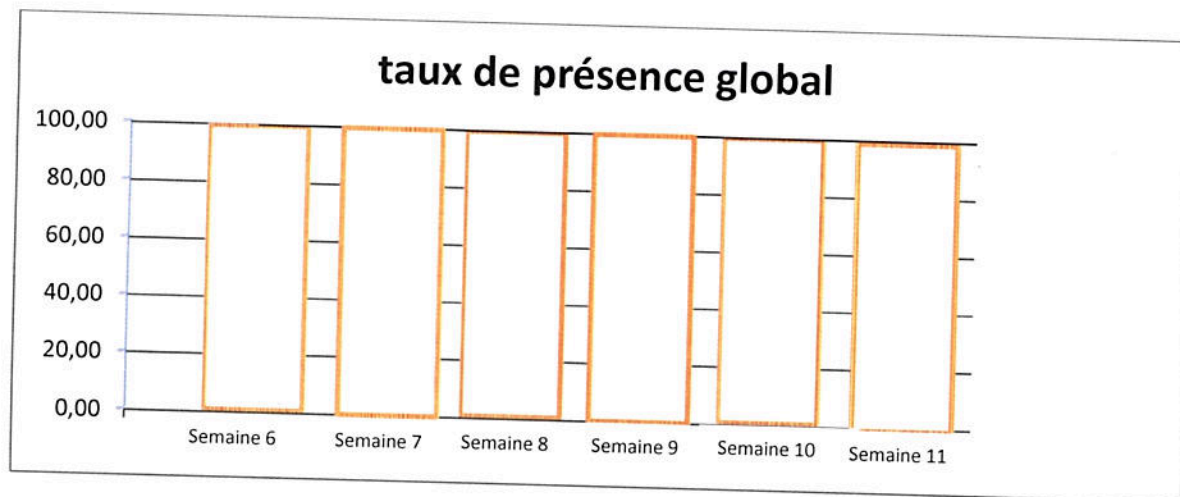 taux de présence global
100,00
80,00
60,00
40,00
20,00
0,00
Semaine 6
Semaine 7
Semaine 8
Semaine 9
Semaine 10
Semaine 11